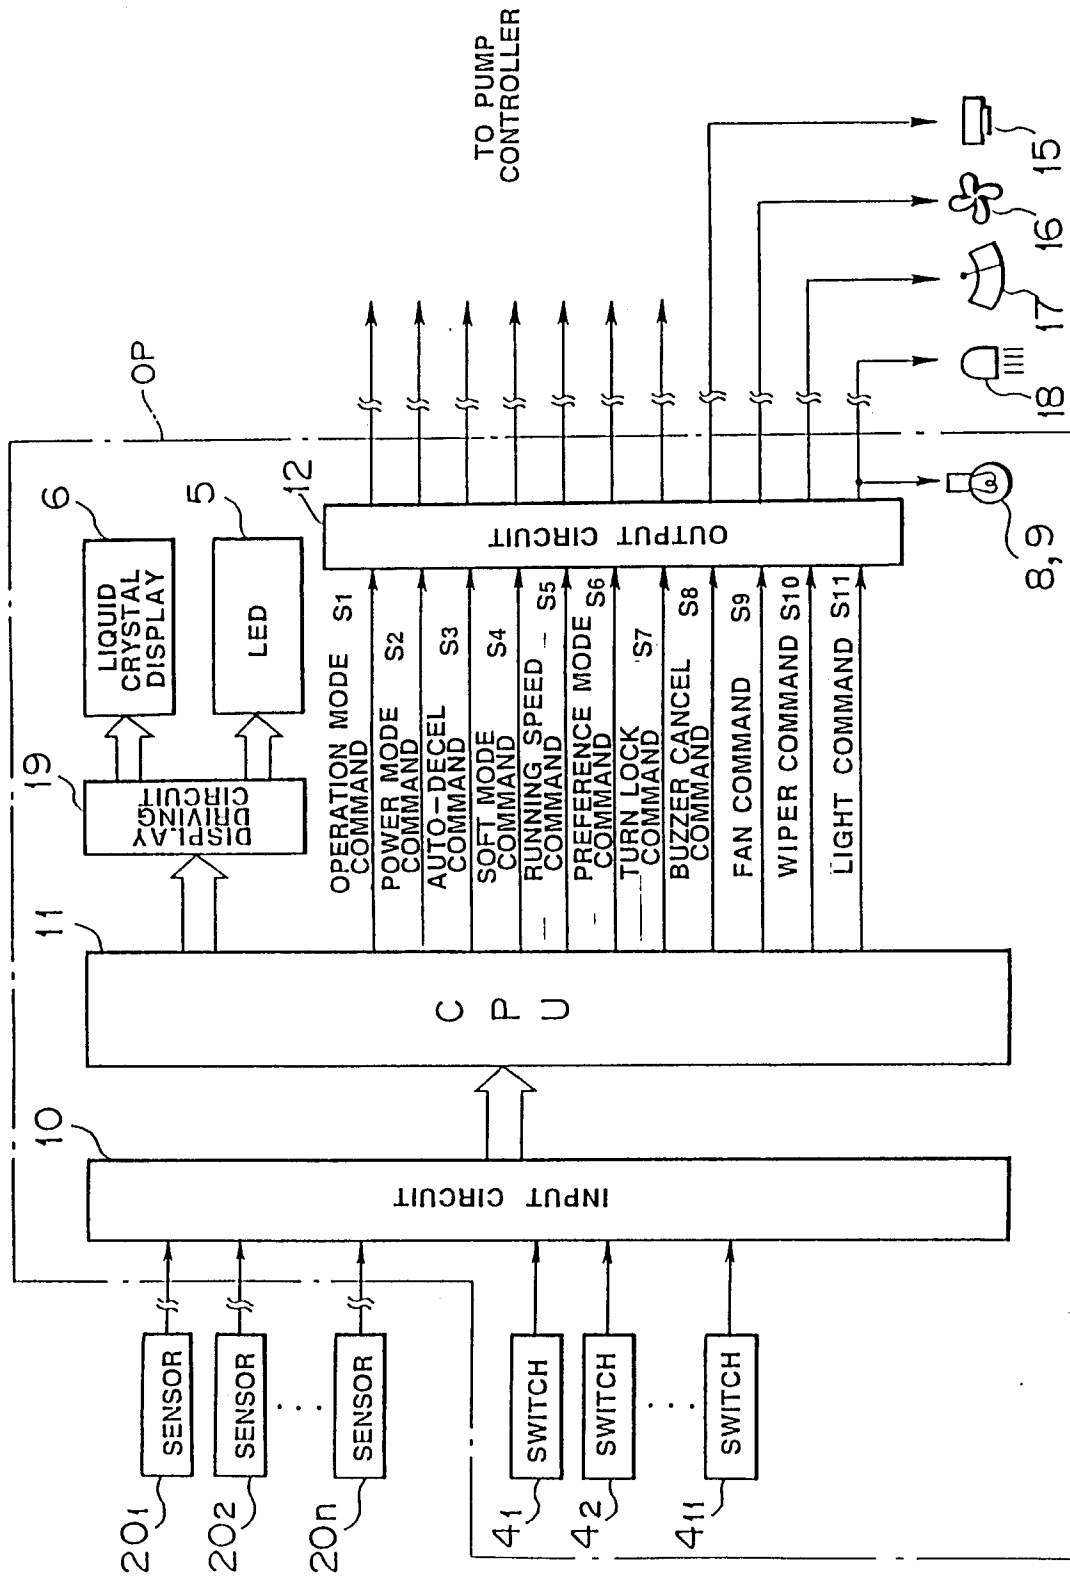 OP
TO PUMP
CONTROLLER
6
LIQUID
CRYSTAL
DISPLAY
5
LED
19
DISPLAY
DRIVING
CIRCUIT
11
CPU
10
INPUT CIRCUIT
12
OUTPUT CIRCUIT
OPERATION MODE S1
COMMAND
POWER MODE S2
COMMAND
AUTO-DECEL S3
COMMAND
SOFT MODE S4
COMMAND
RUNNING SPEED S5
COMMAND
PREFERENCE MODE S6
COMMAND
TURN LOCK S7
COMMAND
BUZZER CANCEL S8
COMMAND
FAN COMMAND S9
WIPER COMMAND S10
LIGHT COMMAND S11
201 SENSOR
202 SENSOR
20n SENSOR
41 SWITCH
42 SWITCH
411 SWITCH
8,9
18
17
16
15